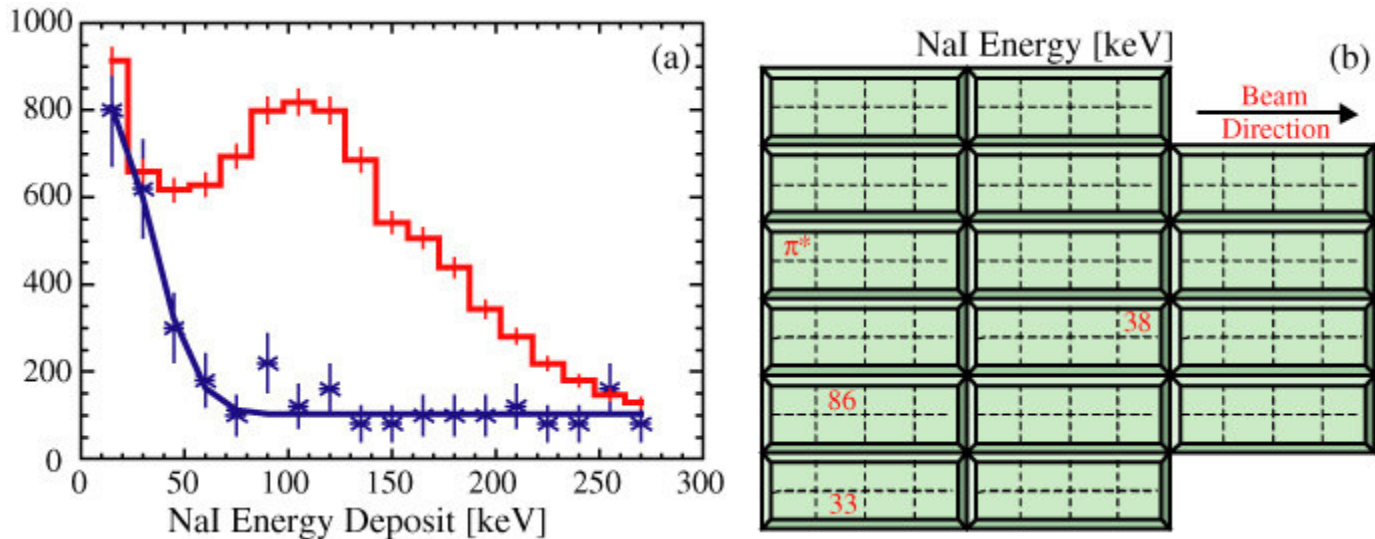 1000
800
600
400
200
0
0 50 100 150 200 250 300
NaI Energy Deposit [keV]
(a)
NaI Energy [keV]
(b)
Beam
Direction
π*
38
86
33